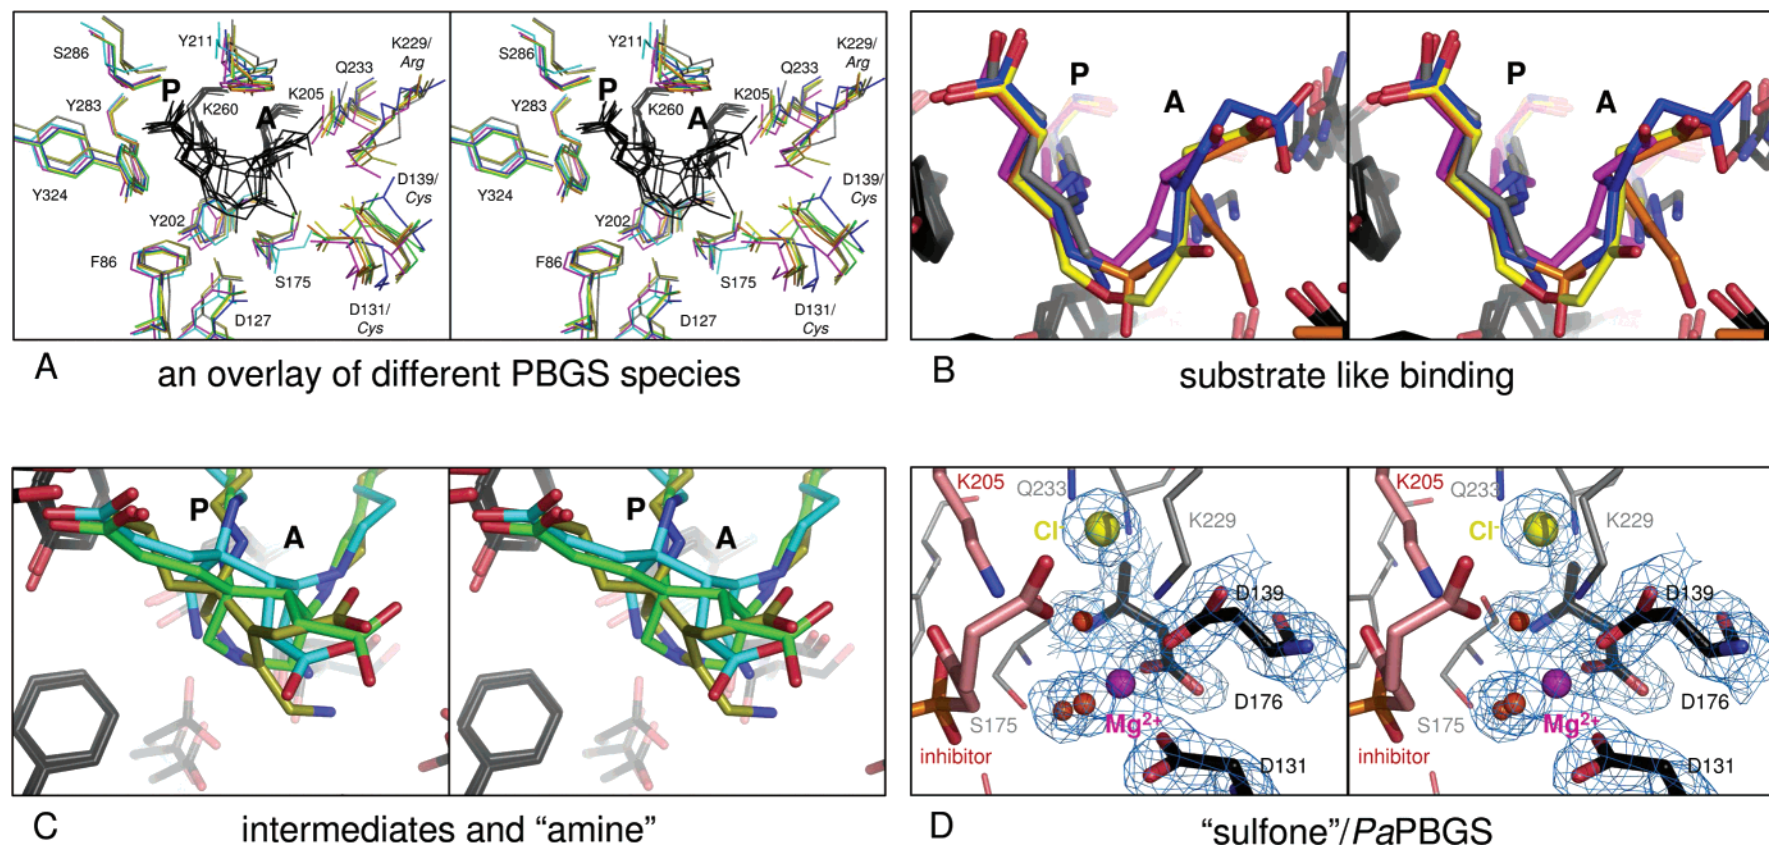 Y211
K229/
Arg
S286
Q233
P
K205
Y283
K260
A
D139/
Cys
Y324
Y202
F86
S175
D127
D131/
Cys
Y211
K229/
Arg
S286
Q233
P
K205
Y283
K260
A
D139/
Cys
Y324
Y202
F86
S175
D127
D131/
Cys
A
an overlay of different PBGS species
P
A
P
A
B
substrate like binding
P
A
P
A
C
intermediates and “amine”
K205
Q233
Cl-
K229
D139
D176
S175
Mg2+
inhibitor
D131
K205
Q233
Cl-
K229
D139
D176
S175
Mg2+
inhibitor
D131
D
“sulfone”/PaPBGS